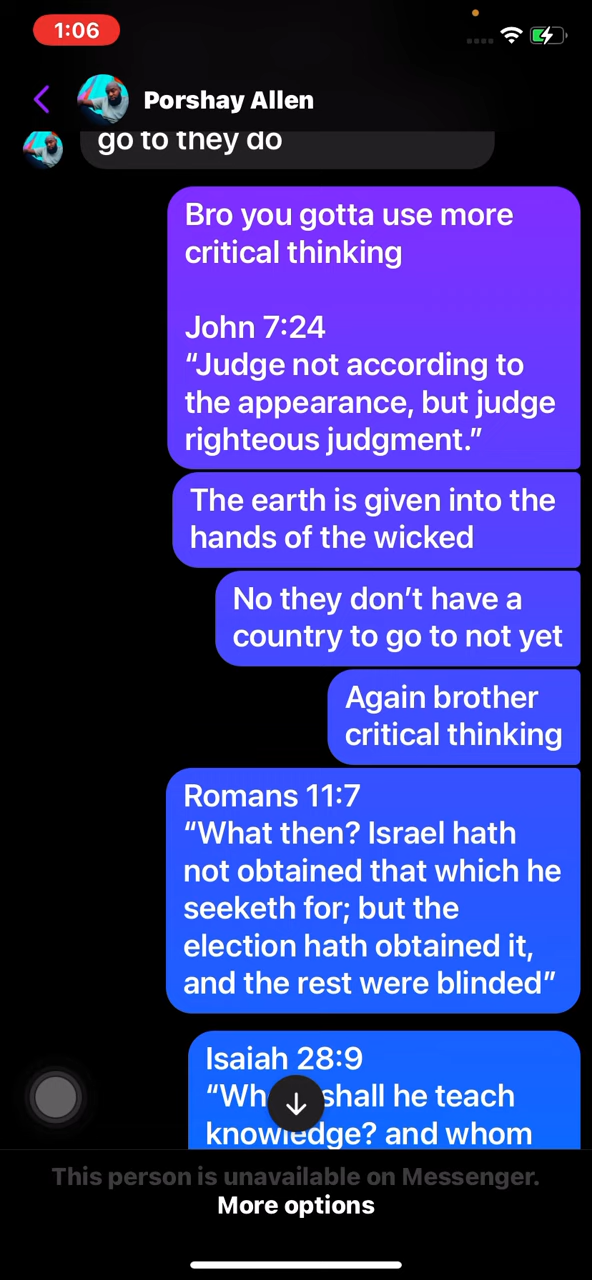 1:06
Porshay Allen
go to they do
Bro you gotta use more
critical thinking
John 7:24
“Judge not according to
the appearance, but judge
righteous judgment.”
The earth is given into the
hands of the wicked
No they don’t have a
country to go to not yet
Again brother
critical thinking
Romans 11:7
“What then? Israel hath
not obtained that which he
seeketh for; but the
election hath obtained it,
and the rest were blinded”
Isaiah 28:9
shall he teach
knowledge? and whom
This person is unavailable on Messenger.
More options